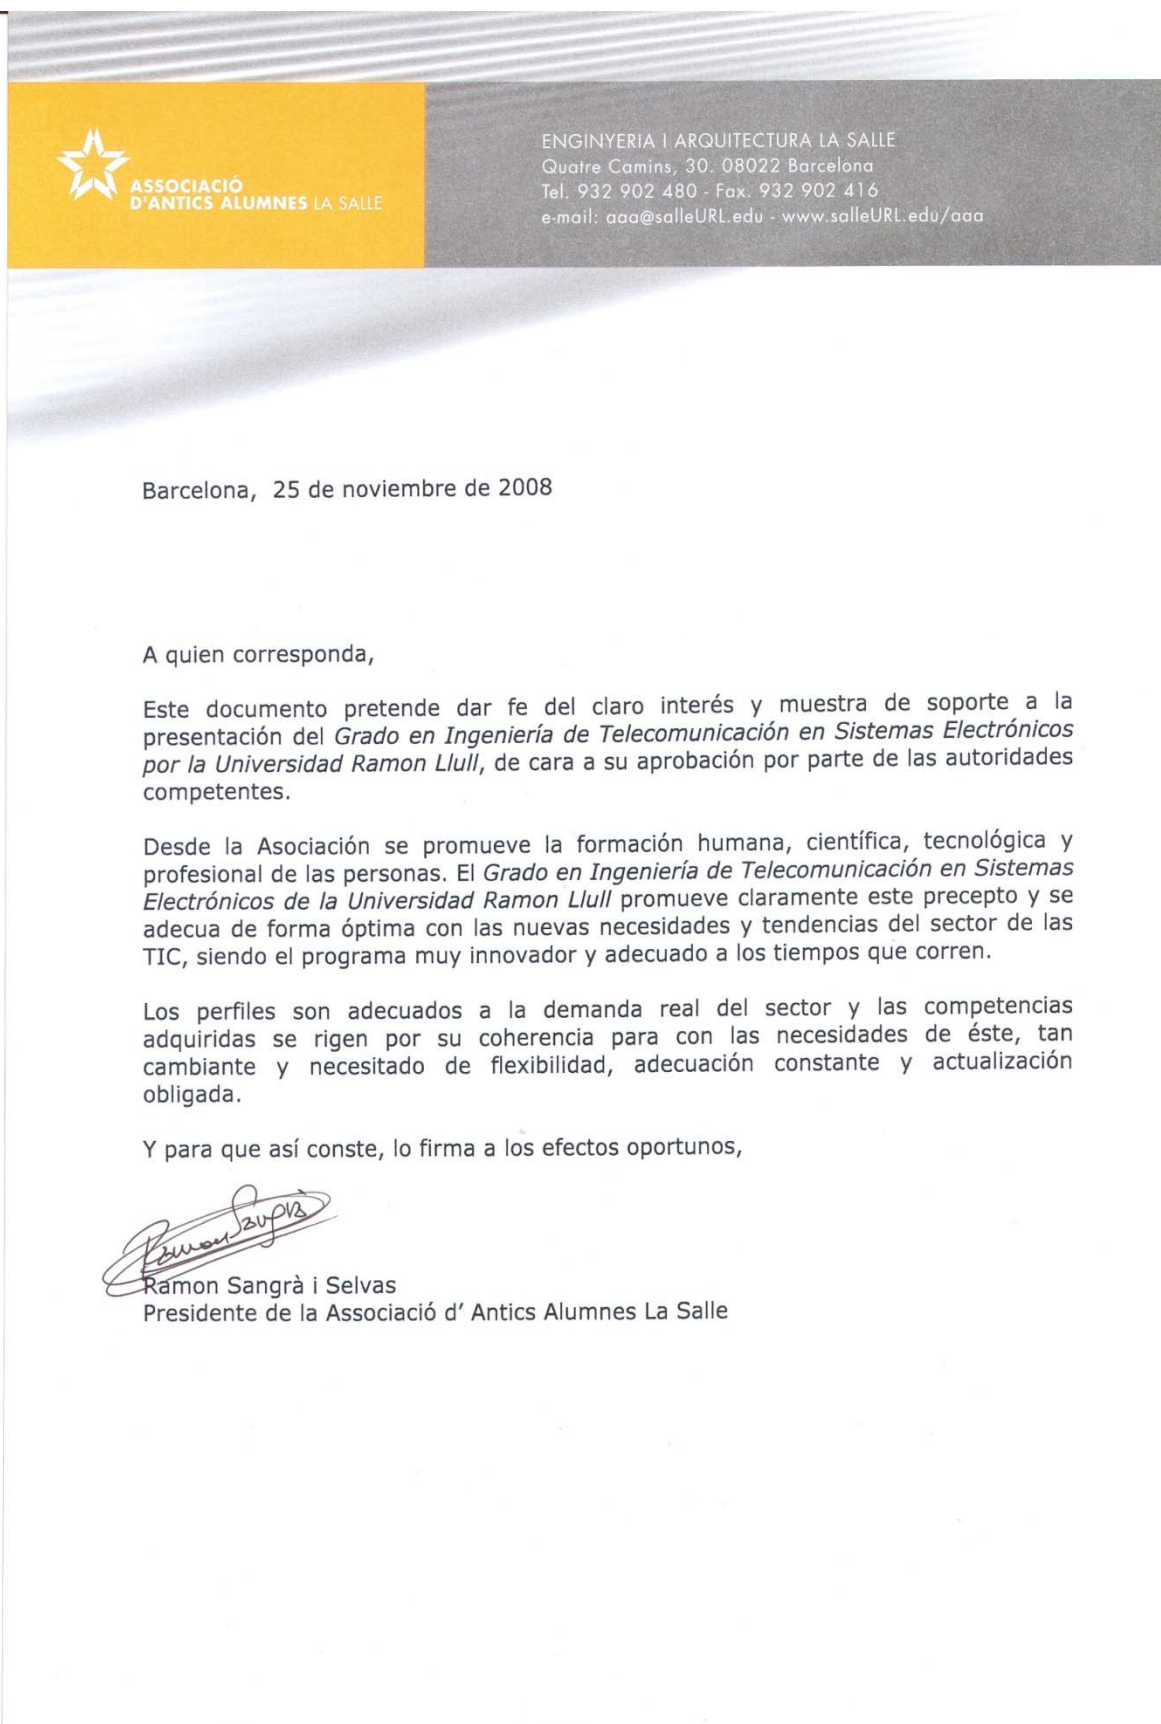 ASSOCIACIÓ
D'ANTICS ALUMNES LA SALLE
ENGINYERIA I ARQUITECTURA LA SALLE
Quatre Camins, 30. 08022 Barcelona
Tel. 932 902 480 - Fax. 932 902 416
e-mail: aaa@salleURL.edu - www.salleURL.edu/aaa
Barcelona, 25 de noviembre de 2008
A quien corresponda,
Este documento pretende dar fe del claro interés y muestra de soporte a la
presentación del Grado en Ingeniería de Telecomunicación en Sistemas Electrónicos
por la Universidad Ramon Llull, de cara a su aprobación por parte de las autoridades
competentes.
Desde la Asociación se promueve la formación humana, científica, tecnológica y
profesional de las personas. El Grado en Ingeniería de Telecomunicación en Sistemas
Electrónicos de la Universidad Ramon Llull promueve claramente este precepto y se
adecua de forma óptima con las nuevas necesidades y tendencias del sector de las
TIC, siendo el programa muy innovador y adecuado a los tiempos que corren.
Los perfiles son adecuados a la demanda real del sector y las competencias
adquiridas se rigen por su coherencia para con las necesidades de éste, tan
cambiante y necesitado de flexibilidad, adecuación constante y actualización
obligada.
Y para que así conste, lo firma a los efectos oportunos,
Ramon Sangrà
Ramon Sangrà i Selvas
Presidente de la Associació d' Antics Alumnes La Salle